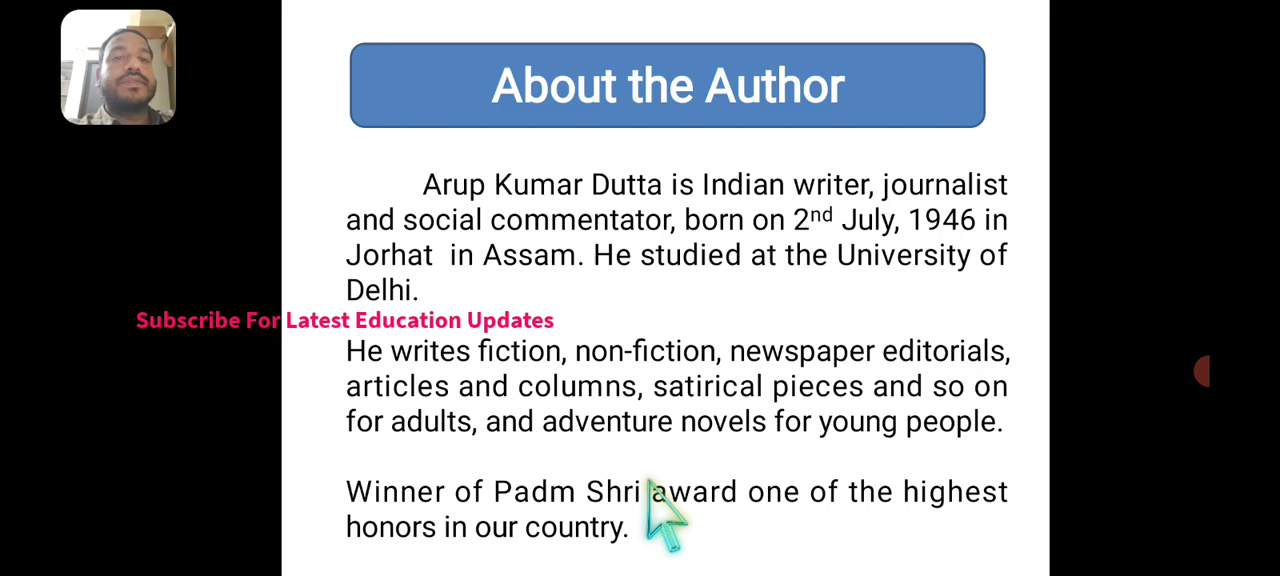 About the Author
Arup Kumar Dutta is Indian writer, journalist
and social commentator, born on 2nd July, 1946 in
Jorhat in Assam. He studied at the University of
Delhi.
Subscribe For Latest Education Updates
He writes fiction, non-fiction, newspaper editorials,
articles and columns, satirical pieces and so on
for adults, and adventure novels for young people.
Winner of Padm Shri award one of the highest
honors in our country.